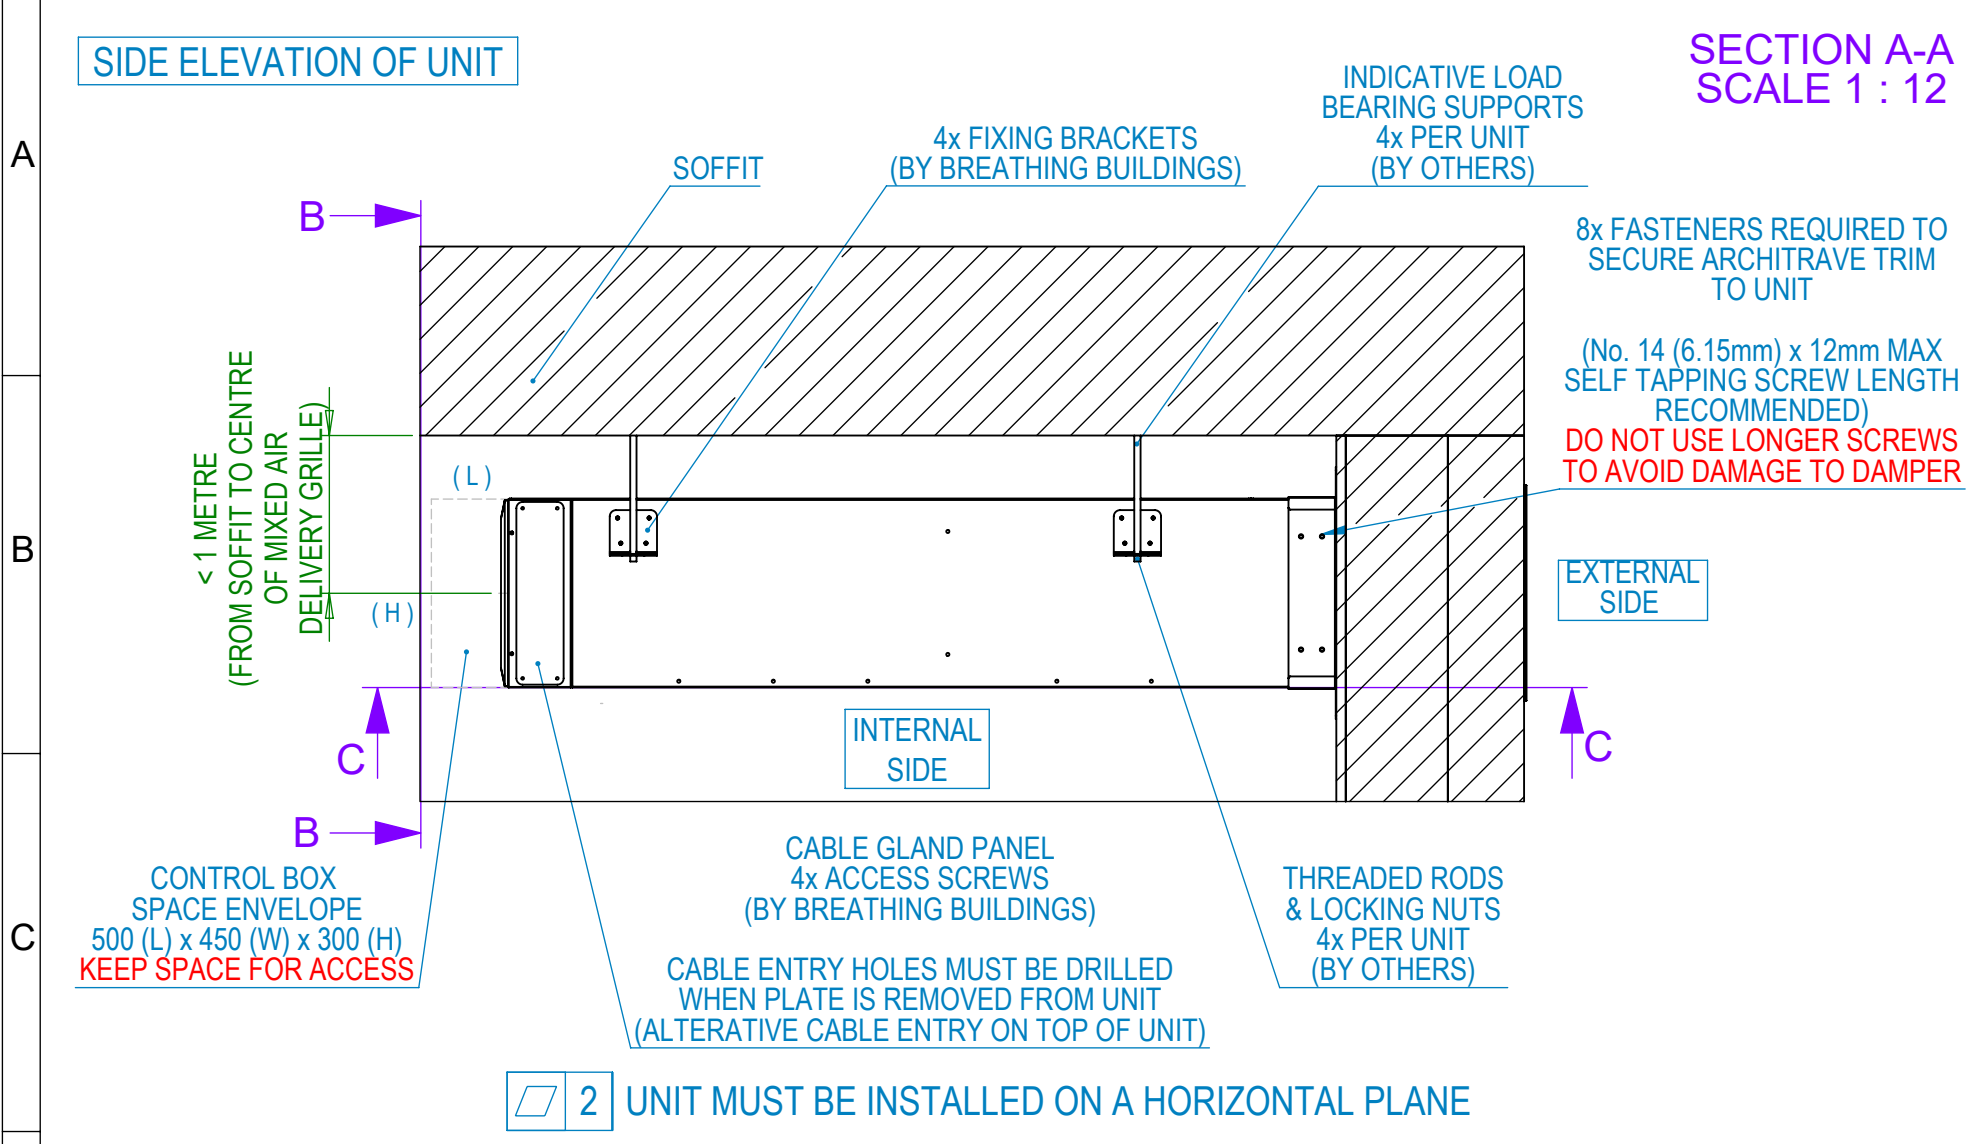 SIDE ELEVATION OF UNIT
SECTION A-A
SCALE 1 : 12
A
B
C
SOFFIT
4x FIXING BRACKETS
(BY BREATHING BUILDINGS)
INDICATIVE LOAD
BEARING SUPPORTS
4x PER UNIT
(BY OTHERS)
8x FASTENERS REQUIRED TO
SECURE ARCHITRAVE TRIM
TO UNIT
(No. 14 (6.15mm) x 12mm MAX
SELF TAPPING SCREW LENGTH
RECOMMENDED)
DO NOT USE LONGER SCREWS
TO AVOID DAMAGE TO DAMPER
B
< 1 METRE
(FROM SOFFIT TO CENTRE
OF MIXED AIR
DELIVERY GRILLE)
( L )
( H )
EXTERNAL
SIDE
INTERNAL
SIDE
C
C
B
CONTROL BOX
SPACE ENVELOPE
500 (L) x 450 (W) x 300 (H)
KEEP SPACE FOR ACCESS
CABLE GLAND PANEL
4x ACCESS SCREWS
(BY BREATHING BUILDINGS)
CABLE ENTRY HOLES MUST BE DRILLED
WHEN PLATE IS REMOVED FROM UNIT
(ALTERATIVE CABLE ENTRY ON TOP OF UNIT)
THREADED RODS
& LOCKING NUTS
4x PER UNIT
(BY OTHERS)
2 UNIT MUST BE INSTALLED ON A HORIZONTAL PLANE